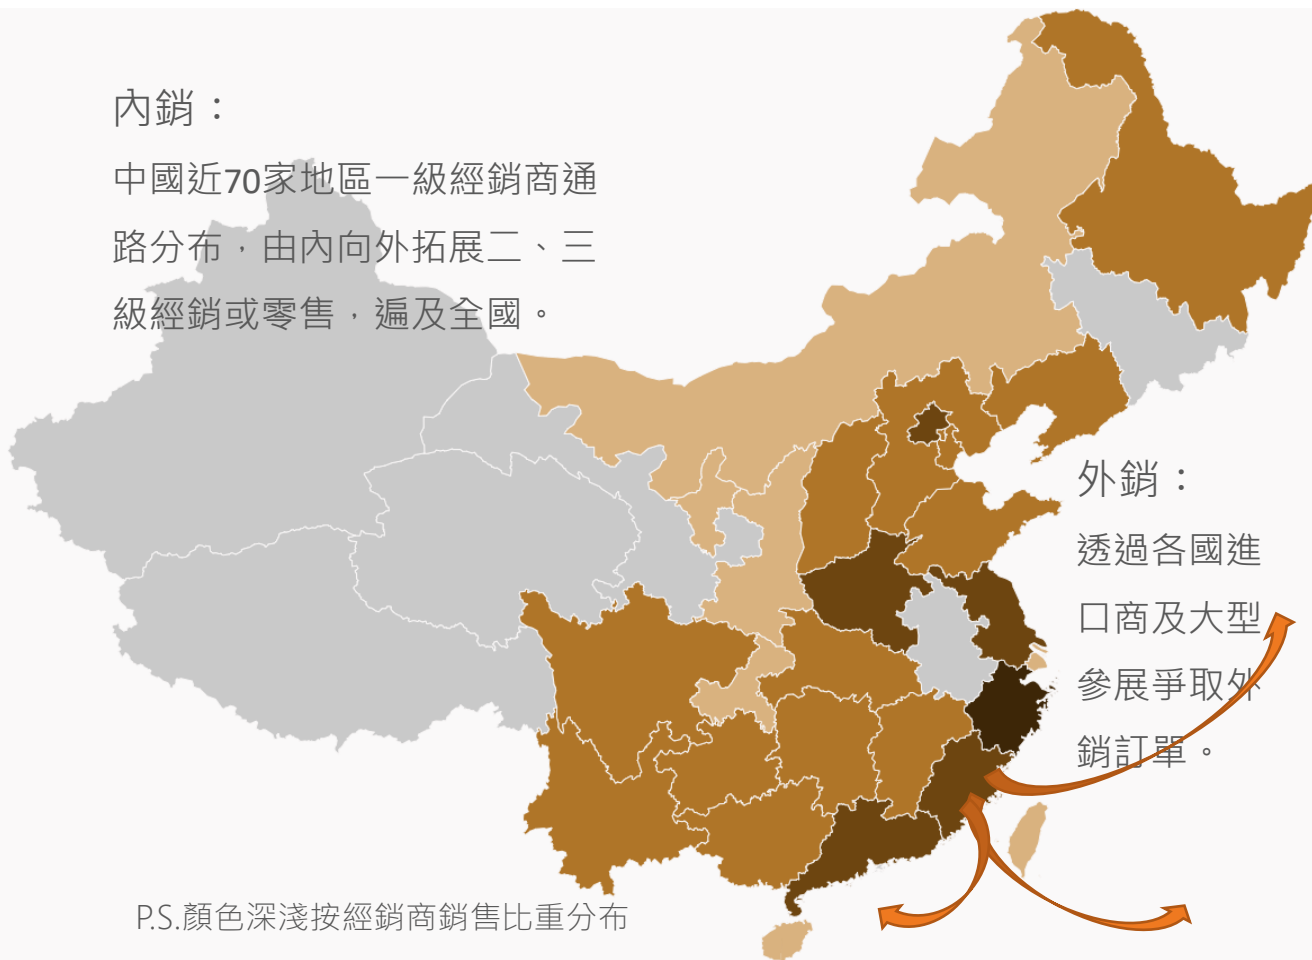 內銷：
中國近70家地區一級經銷商通
路分布，由內向外拓展二、三
級經銷或零售，遍及全國。
外銷：
透過各國進
口商及大型
參展爭取外
銷訂單。
P.S.顏色深淺按經銷商銷售比重分布